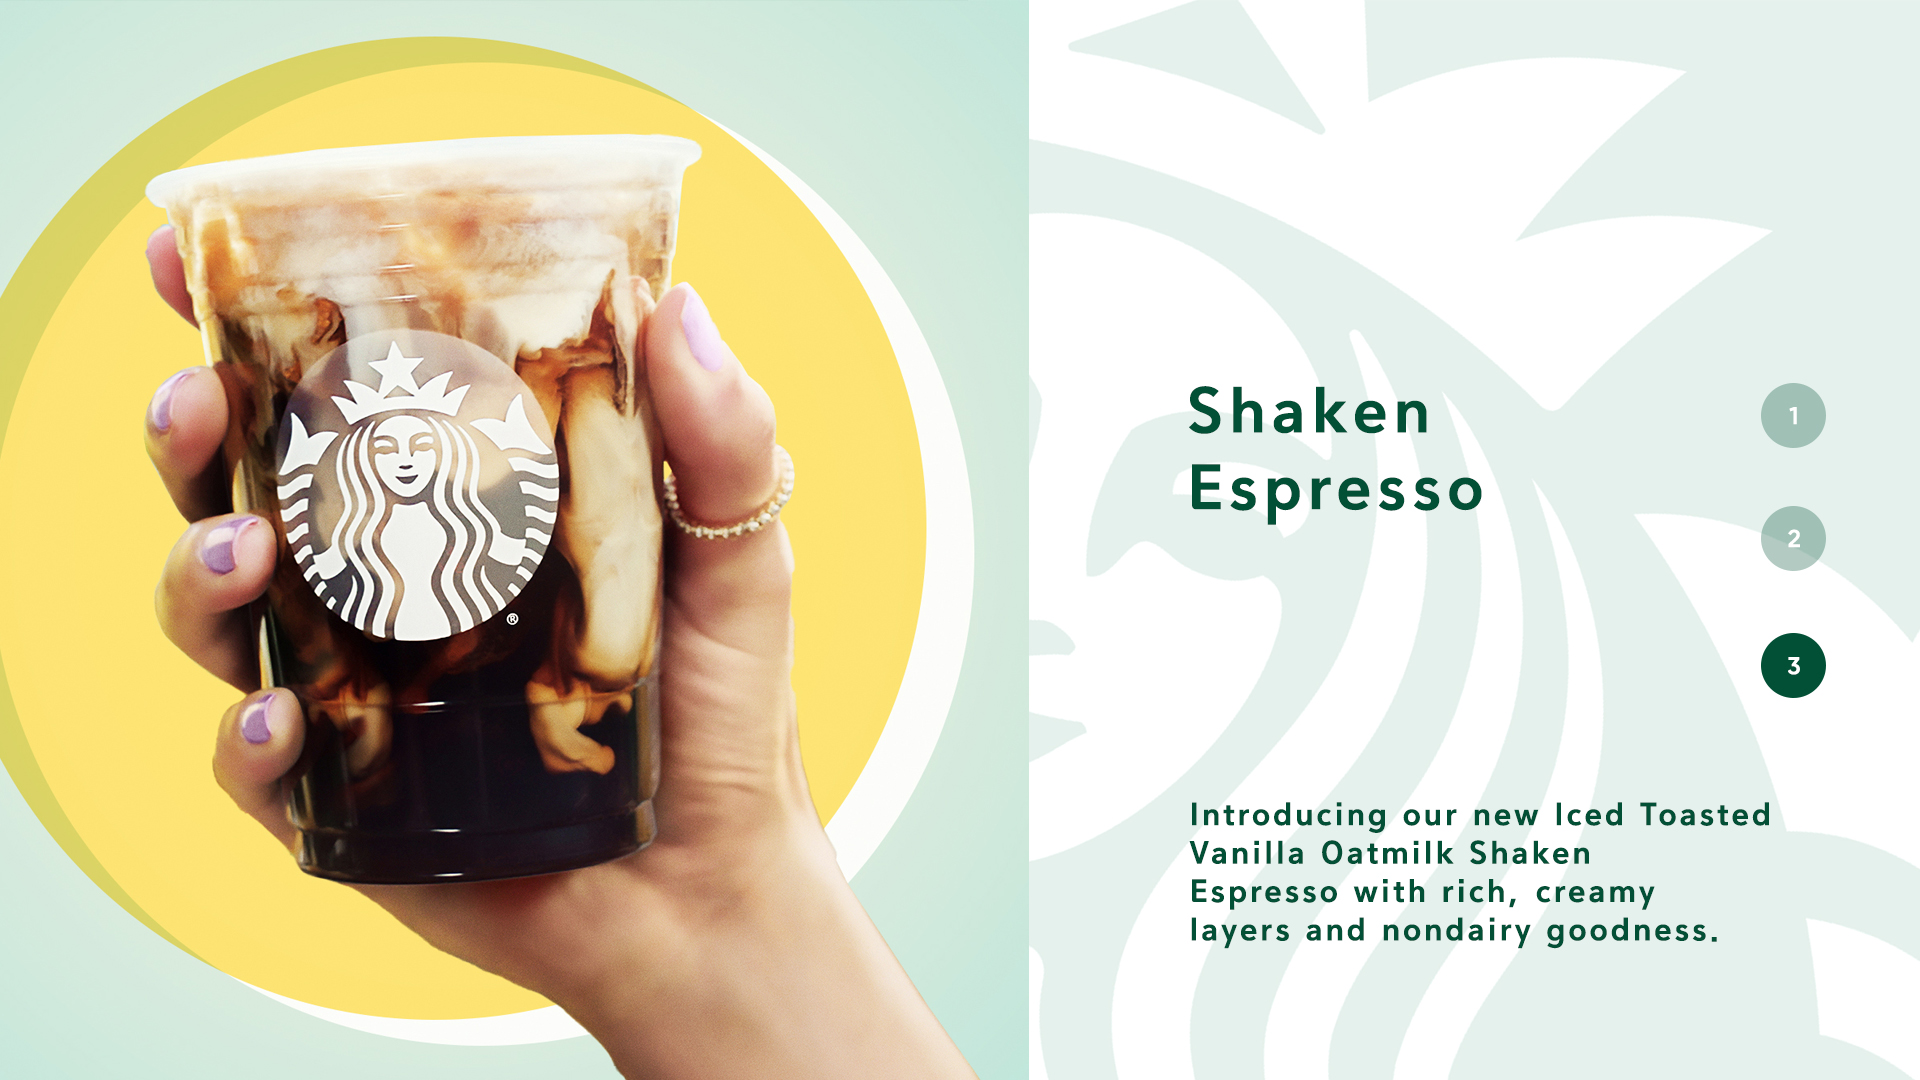 Shaken
Espresso
1
2
3
Introducing our new Iced Toasted
Vanilla Oatmilk Shaken
Espresso with rich, creamy
layers and nondairy goodness.
®